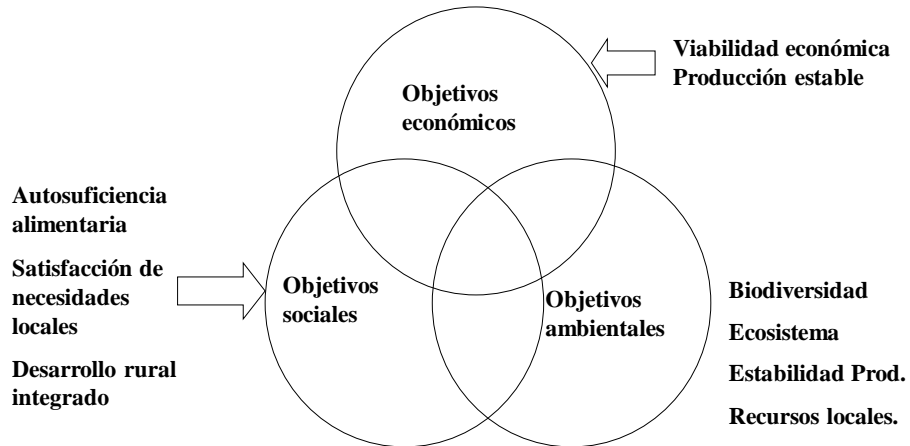 Viabilidad económica
Producción estable
Objetivos
económicos
Autosuficiencia
alimentaria
Satisfacción de
necesidades
locales
Desarrollo rural
integrado
Objetivos
sociales
Objetivos
ambientales
Biodiversidad
Ecosistema
Estabilidad Prod.
Recursos locales.